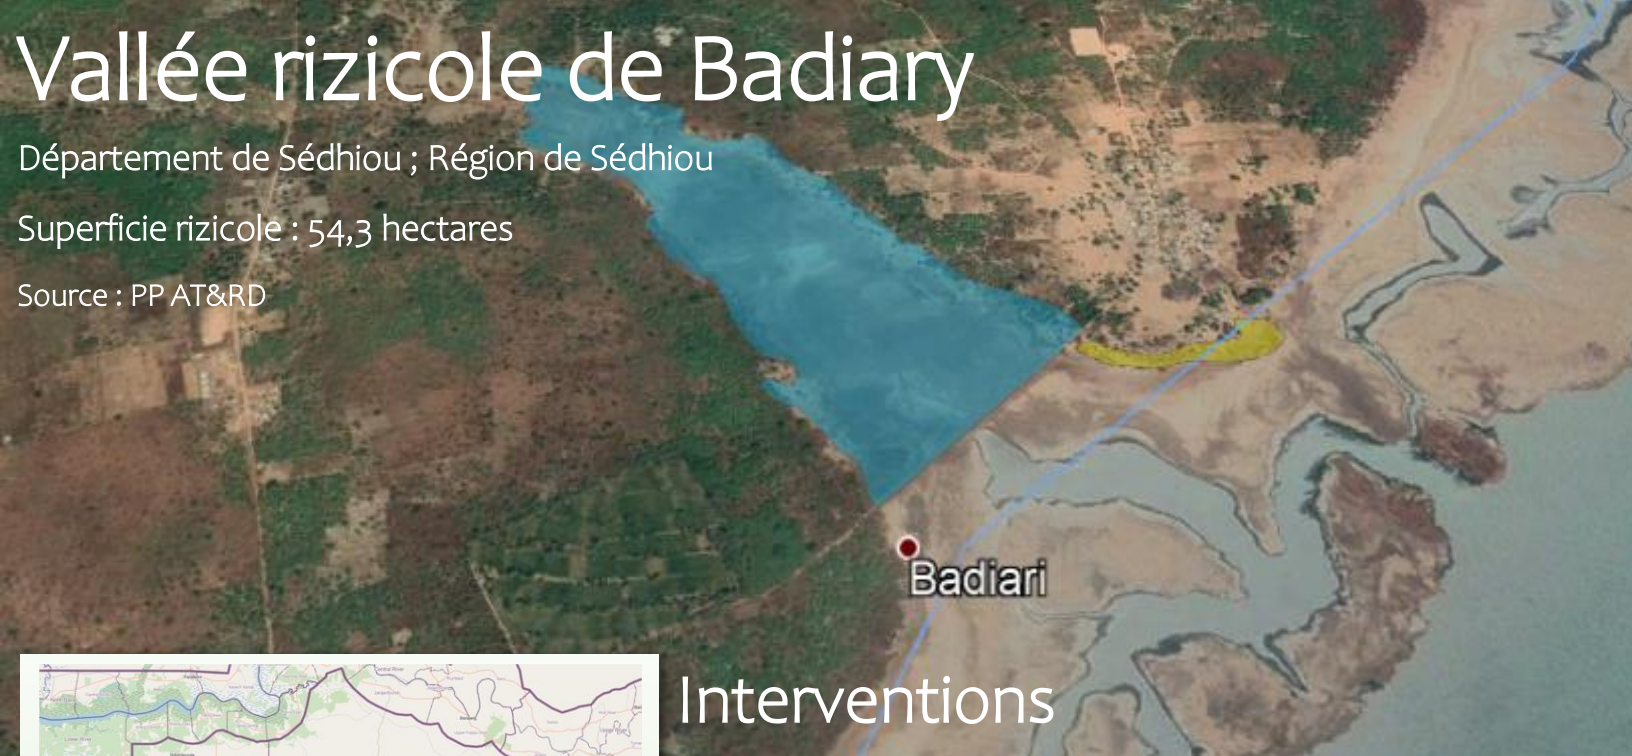 Vallée rizicole de Badiary
Département de Sédhiou ; Région de Sédhiou
Superficie rizicole : 54,3 hectares
Source : PP AT&RD
Badiari
Interventions